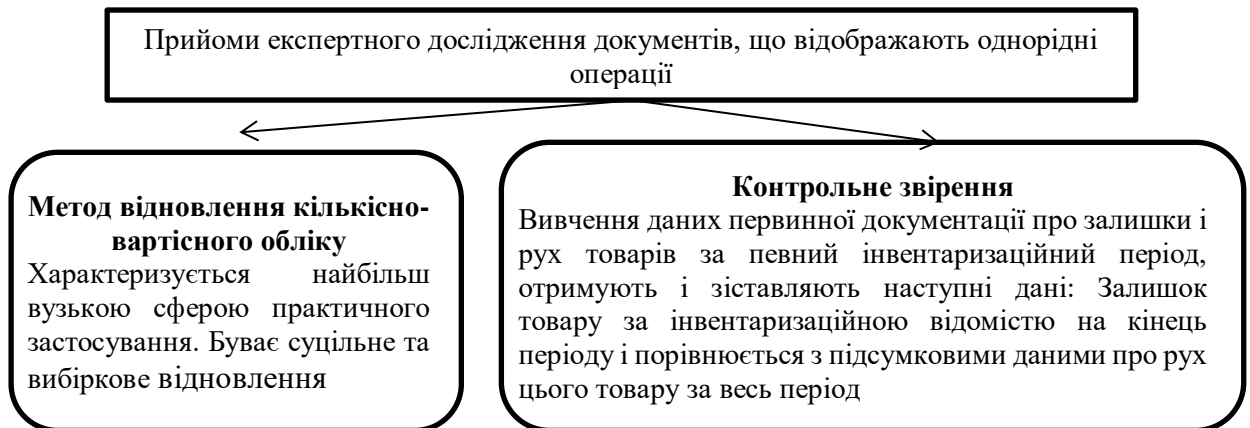 Прийоми експертного дослідження документів, що відображають однорідні
операції
Метод відновлення кількісно-
вартісного обліку
Характеризується найбільш
вузькою сферою практичного
застосування. Буває суцільне та
вибіркове відновлення
Контрольне звірення
Вивчення даних первинної документації про залишки і
рух товарів за певний інвентаризаційний період,
отримують і зіставляють наступні дані: Залишок
товару за інвентаризаційною відомістю на кінець
періоду і порівнюється з підсумковими даними про рух
цього товару за весь період